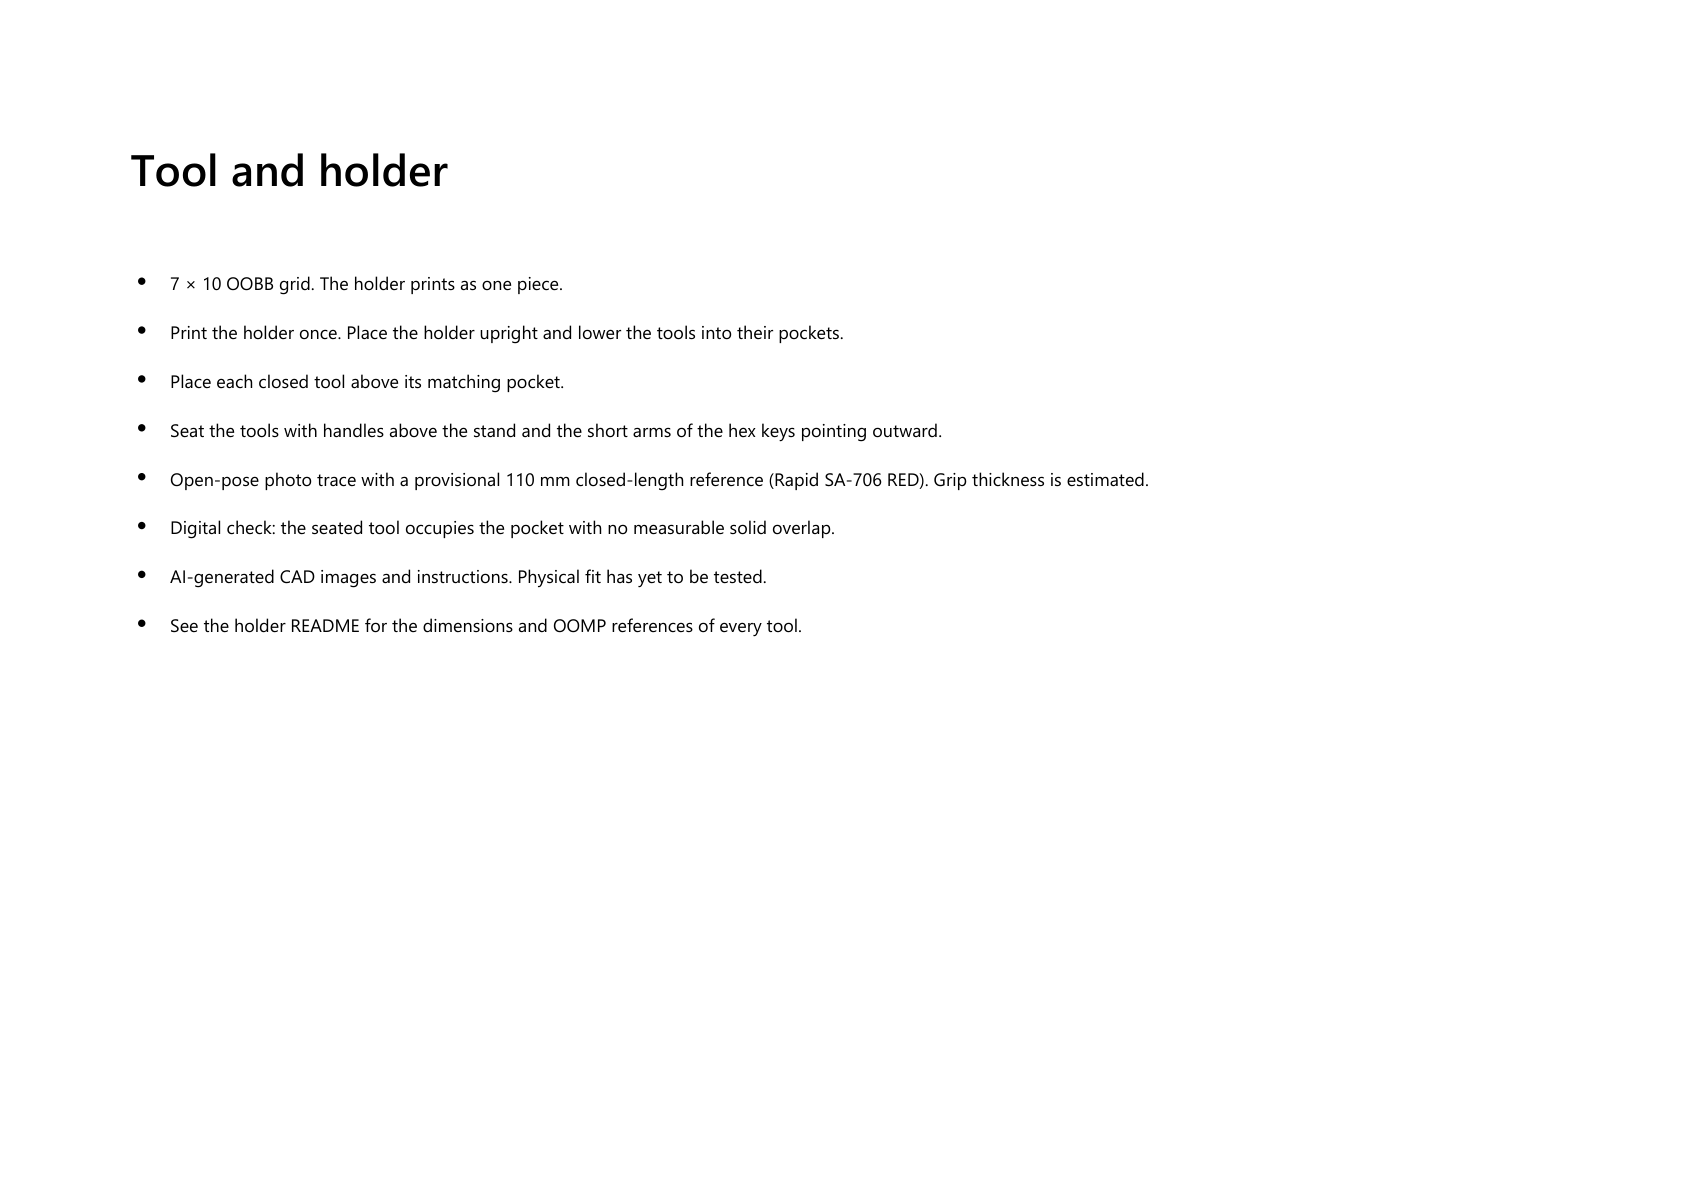 Tool and holder
• 7 × 10 OOBB grid. The holder prints as one piece.
• Print the holder once. Place the holder upright and lower the tools into their pockets.
• Place each closed tool above its matching pocket.
• Seat the tools with handles above the stand and the short arms of the hex keys pointing outward.
• Open-pose photo trace with a provisional 110 mm closed-length reference (Rapid SA-706 RED). Grip thickness is estimated.
• Digital check: the seated tool occupies the pocket with no measurable solid overlap.
• AI-generated CAD images and instructions. Physical fit has yet to be tested.
• See the holder README for the dimensions and OOMP references of every tool.